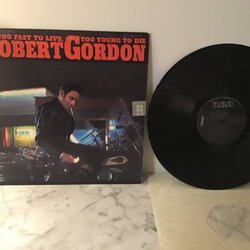 TOO FAST TO LIVE, TOO YOUNG TO DIE
ROBERT GORDON
RCA